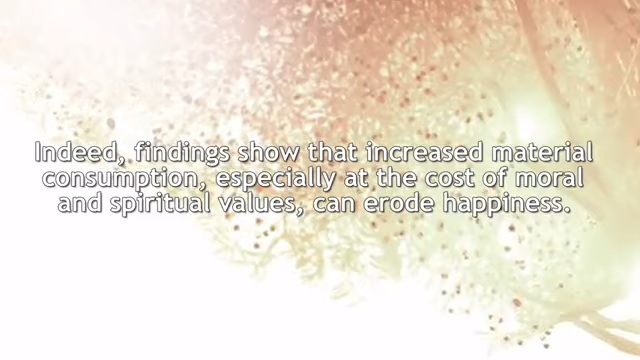 Indeed, findings show that increased material
consumption, especially at the cost of moral
and spiritual values, can erode happiness.